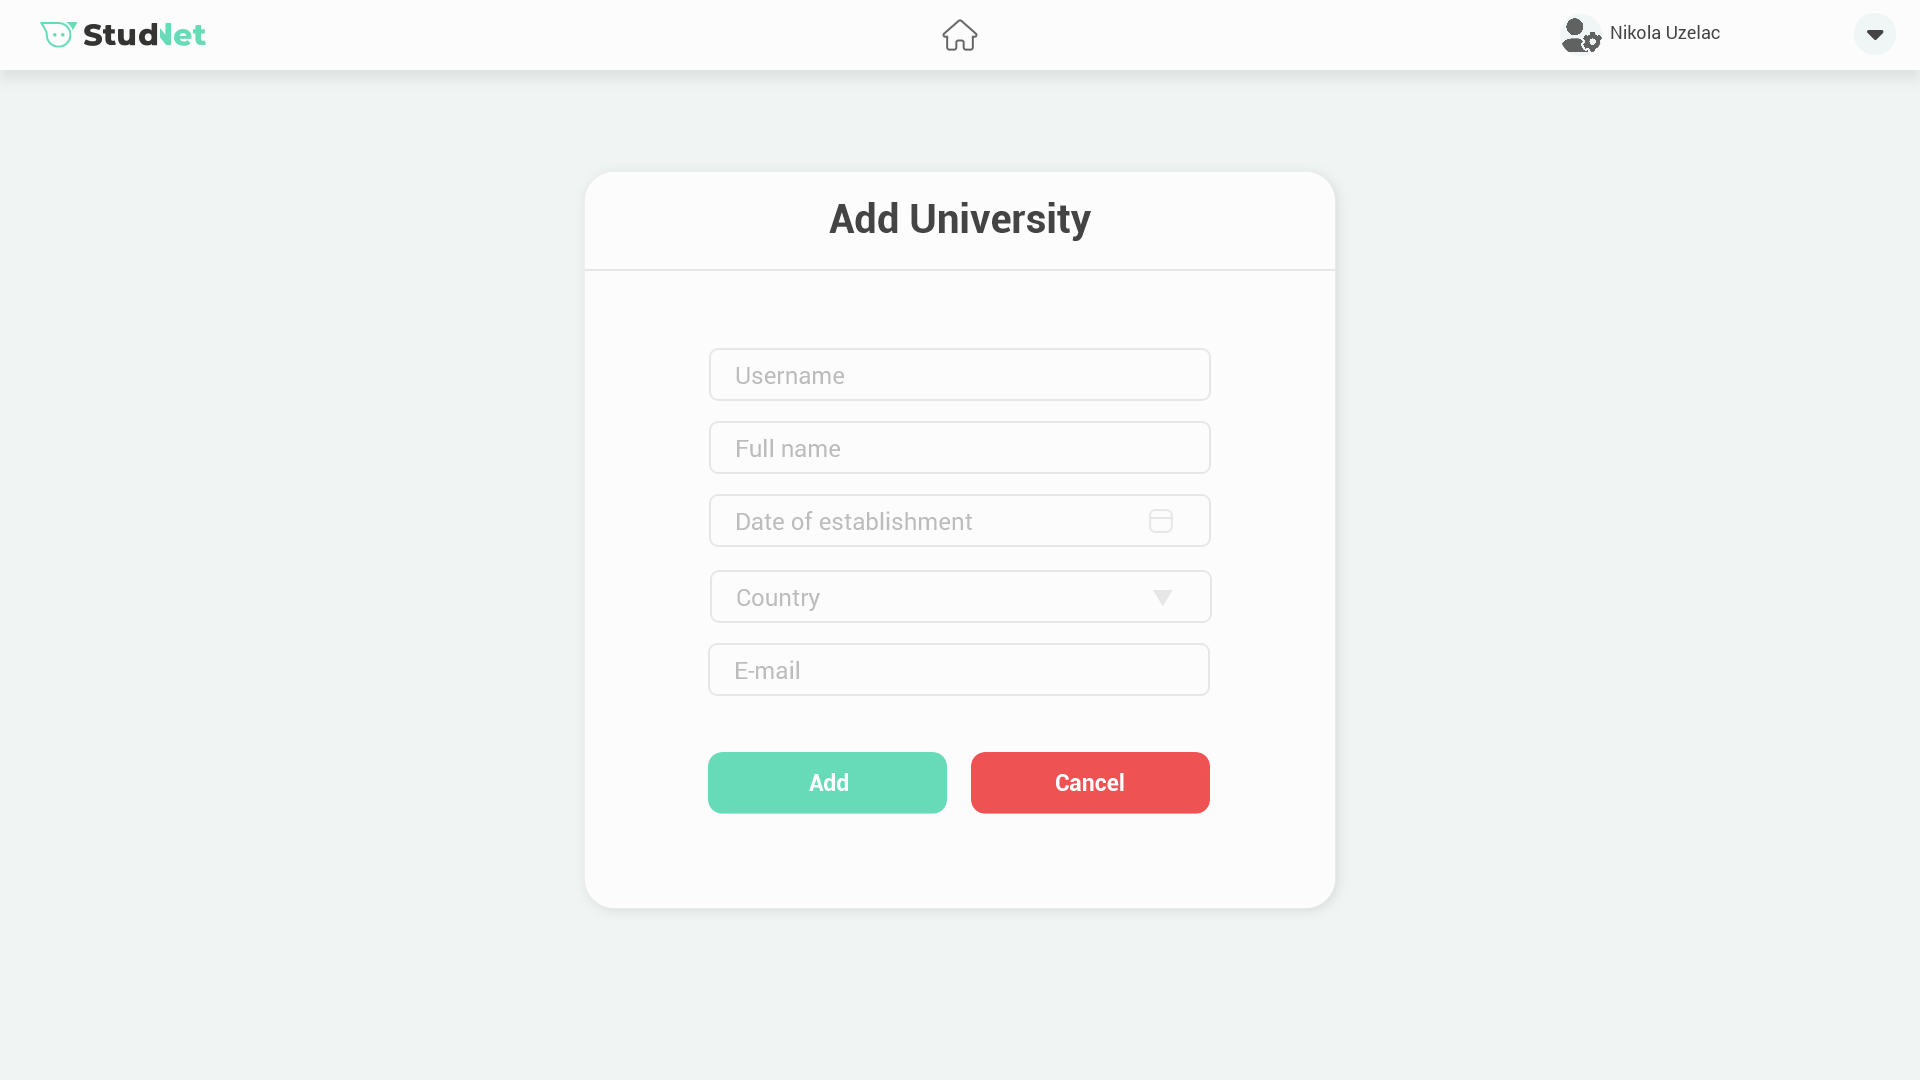 StudNet
Nikola Uzelac
Add University
Username
Full name
Date of establishment
Country
E-mail
Add
Cancel